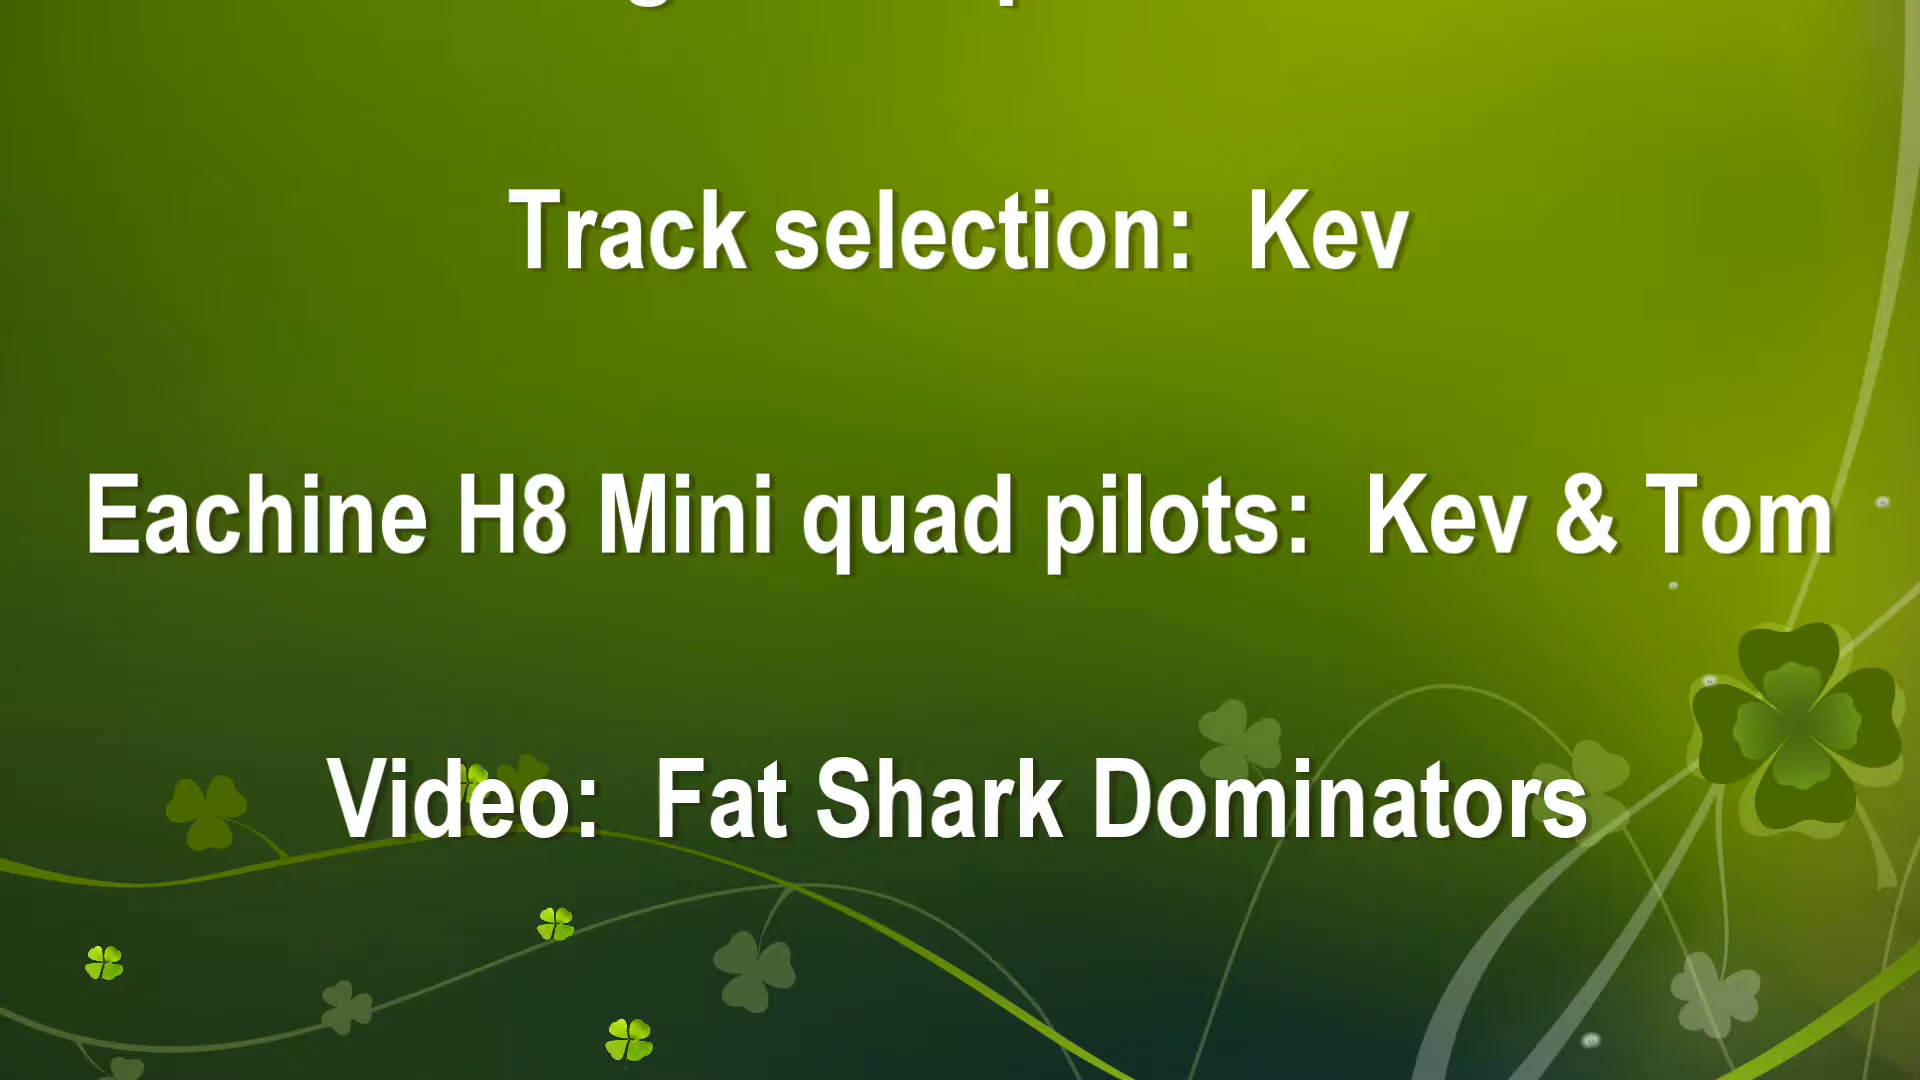 Track selection:  Kev
Eachine H8 Mini quad pilots:  Kev & Tom
Video:  Fat Shark Dominators